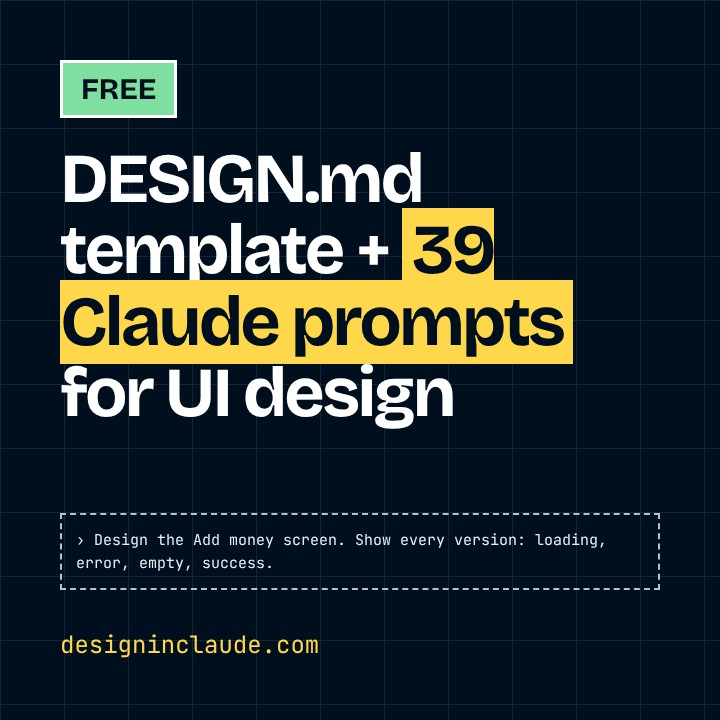 FREE
DESIGN.md
template + 39
Claude prompts
for UI design
› Design the Add money screen. Show every version: loading,
error, empty, success.
designinclaude.com